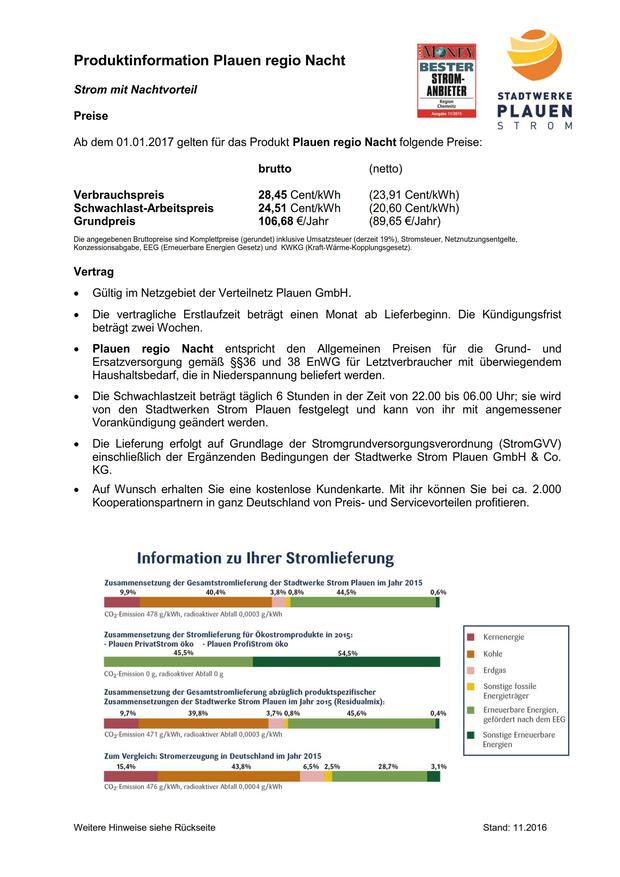 Produktinformation Plauen regio Nacht
Strom mit Nachtvorteil
MONEY
BESTER
STROM-
ANBIETER
Region
Chemnitz
Ausgabe 11/2015
STADTWERKE
PLAUEN
STROM
Preise
Ab dem 01.01.2017 gelten für das Produkt Plauen regio Nacht folgende Preise:
brutto (netto)
Verbrauchspreis 28,45 Cent/kWh (23,91 Cent/kWh)
Schwachlast-Arbeitspreis 24,51 Cent/kWh (20,60 Cent/kWh)
Grundpreis 106,68 €/Jahr (89,65 €/Jahr)
Die angegebenen Bruttopreise sind Komplettpreise (gerundet) inklusive Umsatzsteuer (derzeit 19%), Stromsteuer, Netznutzungsentgelte,
Konzessionsabgabe, EEG (Erneuerbare Energien Gesetz) und KWKG (Kraft-Wärme-Kopplungsgesetz).
Vertrag
• Gültig im Netzgebiet der Verteilnetz Plauen GmbH.
• Die vertragliche Erstlaufzeit beträgt einen Monat ab Lieferbeginn. Die Kündigungsfrist
beträgt zwei Wochen.
• Plauen regio Nacht entspricht den Allgemeinen Preisen für die Grund- und
Ersatzversorgung gemäß §§36 und 38 EnWG für Letztverbraucher mit überwiegendem
Haushaltsbedarf, die in Niederspannung beliefert werden.
• Die Schwachlastzeit beträgt täglich 6 Stunden in der Zeit von 22.00 bis 06.00 Uhr; sie wird
von den Stadtwerken Strom Plauen festgelegt und kann von ihr mit angemessener
Vorankündigung geändert werden.
• Die Lieferung erfolgt auf Grundlage der Stromgrundversorgungsverordnung (StromGVV)
einschließlich der Ergänzenden Bedingungen der Stadtwerke Strom Plauen GmbH & Co.
KG.
• Auf Wunsch erhalten Sie eine kostenlose Kundenkarte. Mit ihr können Sie bei ca. 2.000
Kooperationspartnern in ganz Deutschland von Preis- und Servicevorteilen profitieren.
Information zu Ihrer Stromlieferung
Zusammensetzung der Gesamtstromlieferung der Stadtwerke Strom Plauen im Jahr 2015
9,9% 40,4% 3,8% 0,8% 44,5% 0,6%
CO2-Emission 478 g/kWh, radioaktiver Abfall 0,0003 g/kWh
Zusammensetzung der Stromlieferung für Ökostromprodukte in 2015:
- Plauen PrivatStrom öko - Plauen ProfiStrom öko
45,5% 54,5%
CO2-Emission 0 g, radioaktiver Abfall 0 g
Zusammensetzung der Gesamtstromlieferung abzüglich produktspezifischer
Zusammensetzungen der Stadtwerke Strom Plauen im Jahr 2015 (Residualmix):
9,7% 39,8% 3,7% 0,8% 45,6% 0,4%
CO2-Emission 471 g/kWh, radioaktiver Abfall 0,0003 g/kWh
Zum Vergleich: Stromerzeugung in Deutschland im Jahr 2015
15,4% 43,8% 6,5% 2,5% 28,7% 3,1%
CO2-Emission 476 g/kWh, radioaktiver Abfall 0,0004 g/kWh
Kernenergie
Kohle
Erdgas
Sonstige fossile
Energieträger
Erneuerbare Energien,
gefördert nach dem EEG
Sonstige Erneuerbare
Energien
Weitere Hinweise siehe Rückseite Stand: 11.2016